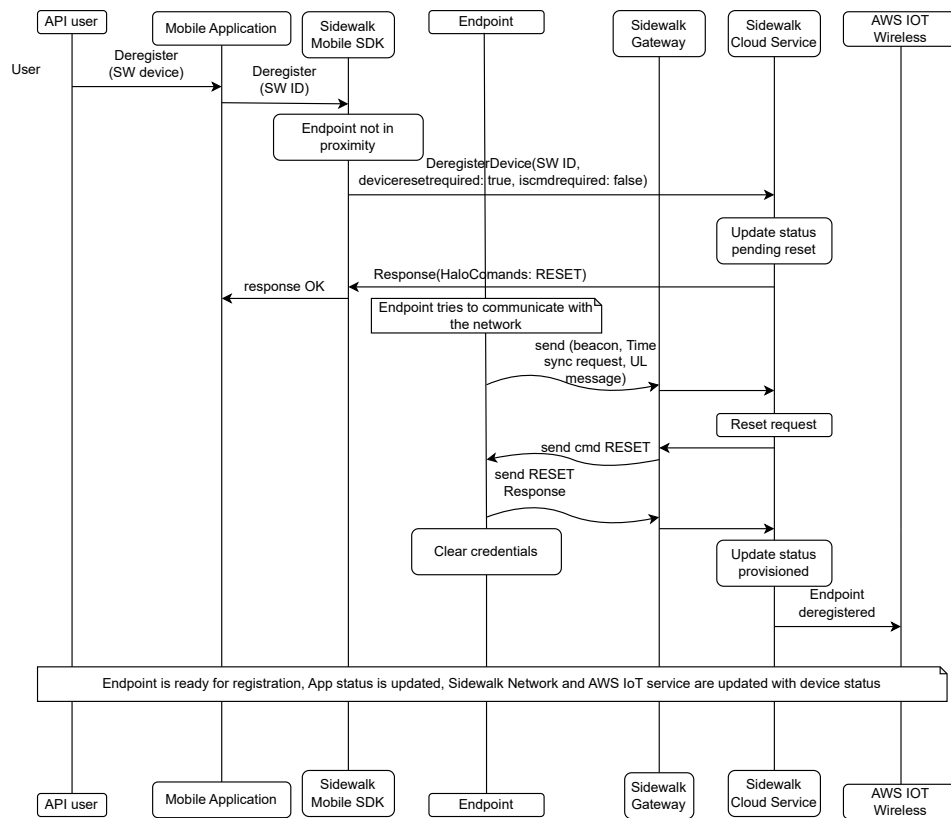 API user
Mobile Application
Sidewalk
Mobile SDK
Endpoint
Sidewalk
Gateway
Sidewalk
Cloud Service
AWS IOT
Wireless
User
Deregister
(SW device)
Deregister
(SW ID)
Endpoint not in
proximity
DeregisterDevice(SW ID,
deviceresetrequired: true, iscmdrequired: false)
Update status
pending reset
Response(HaloComands: RESET)
response OK
Endpoint tries to communicate with
the network
send (beacon, Time
sync request, UL
message)
Reset request
send cmd RESET
send RESET
Response
Clear credentials
Update status
provisioned
Endpoint
deregistered
Endpoint is ready for registration, App status is updated, Sidewalk Network and AWS IoT service are updated with device status
API user
Mobile Application
Sidewalk
Mobile SDK
Endpoint
Sidewalk
Gateway
Sidewalk
Cloud Service
AWS IOT
Wireless